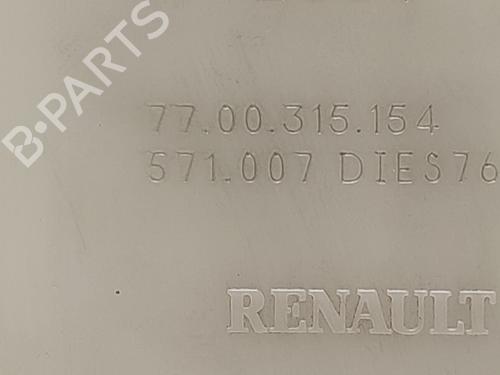 B-PARTS
77.00.315.154
571.007 DIES76
RENAULT